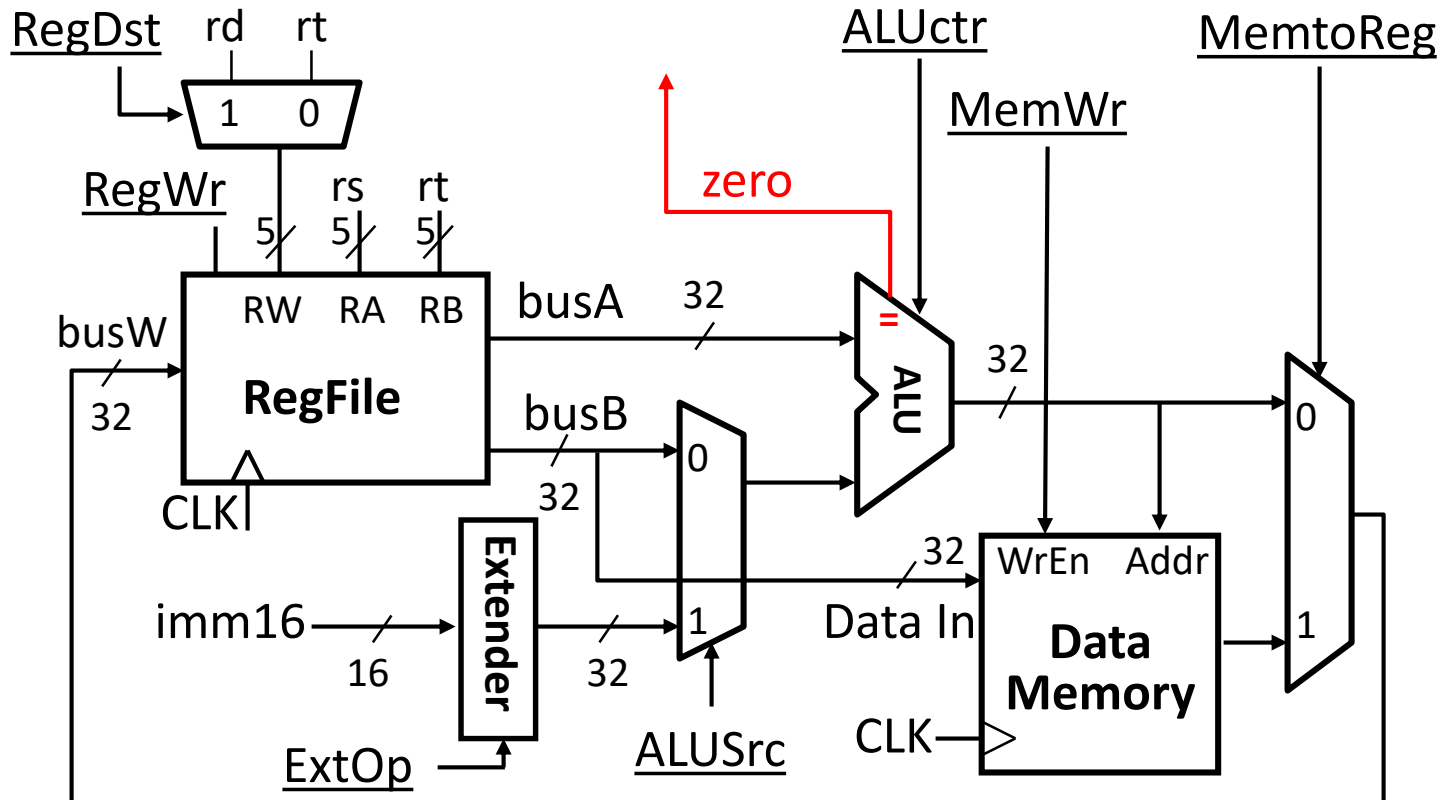 RegDst rd rt ALUctr MemtoReg
1 0 MemWr
RegWr rs rt zero
5 5 5
RW RA RB busA 32 =
busW 32
32 RegFile busB ALU 0
32 0
CLK
Extender 32 WrEn Addr
imm16 1 Data In 1
16 32 Data
Memory
CLK
ExtOp ALUSrc